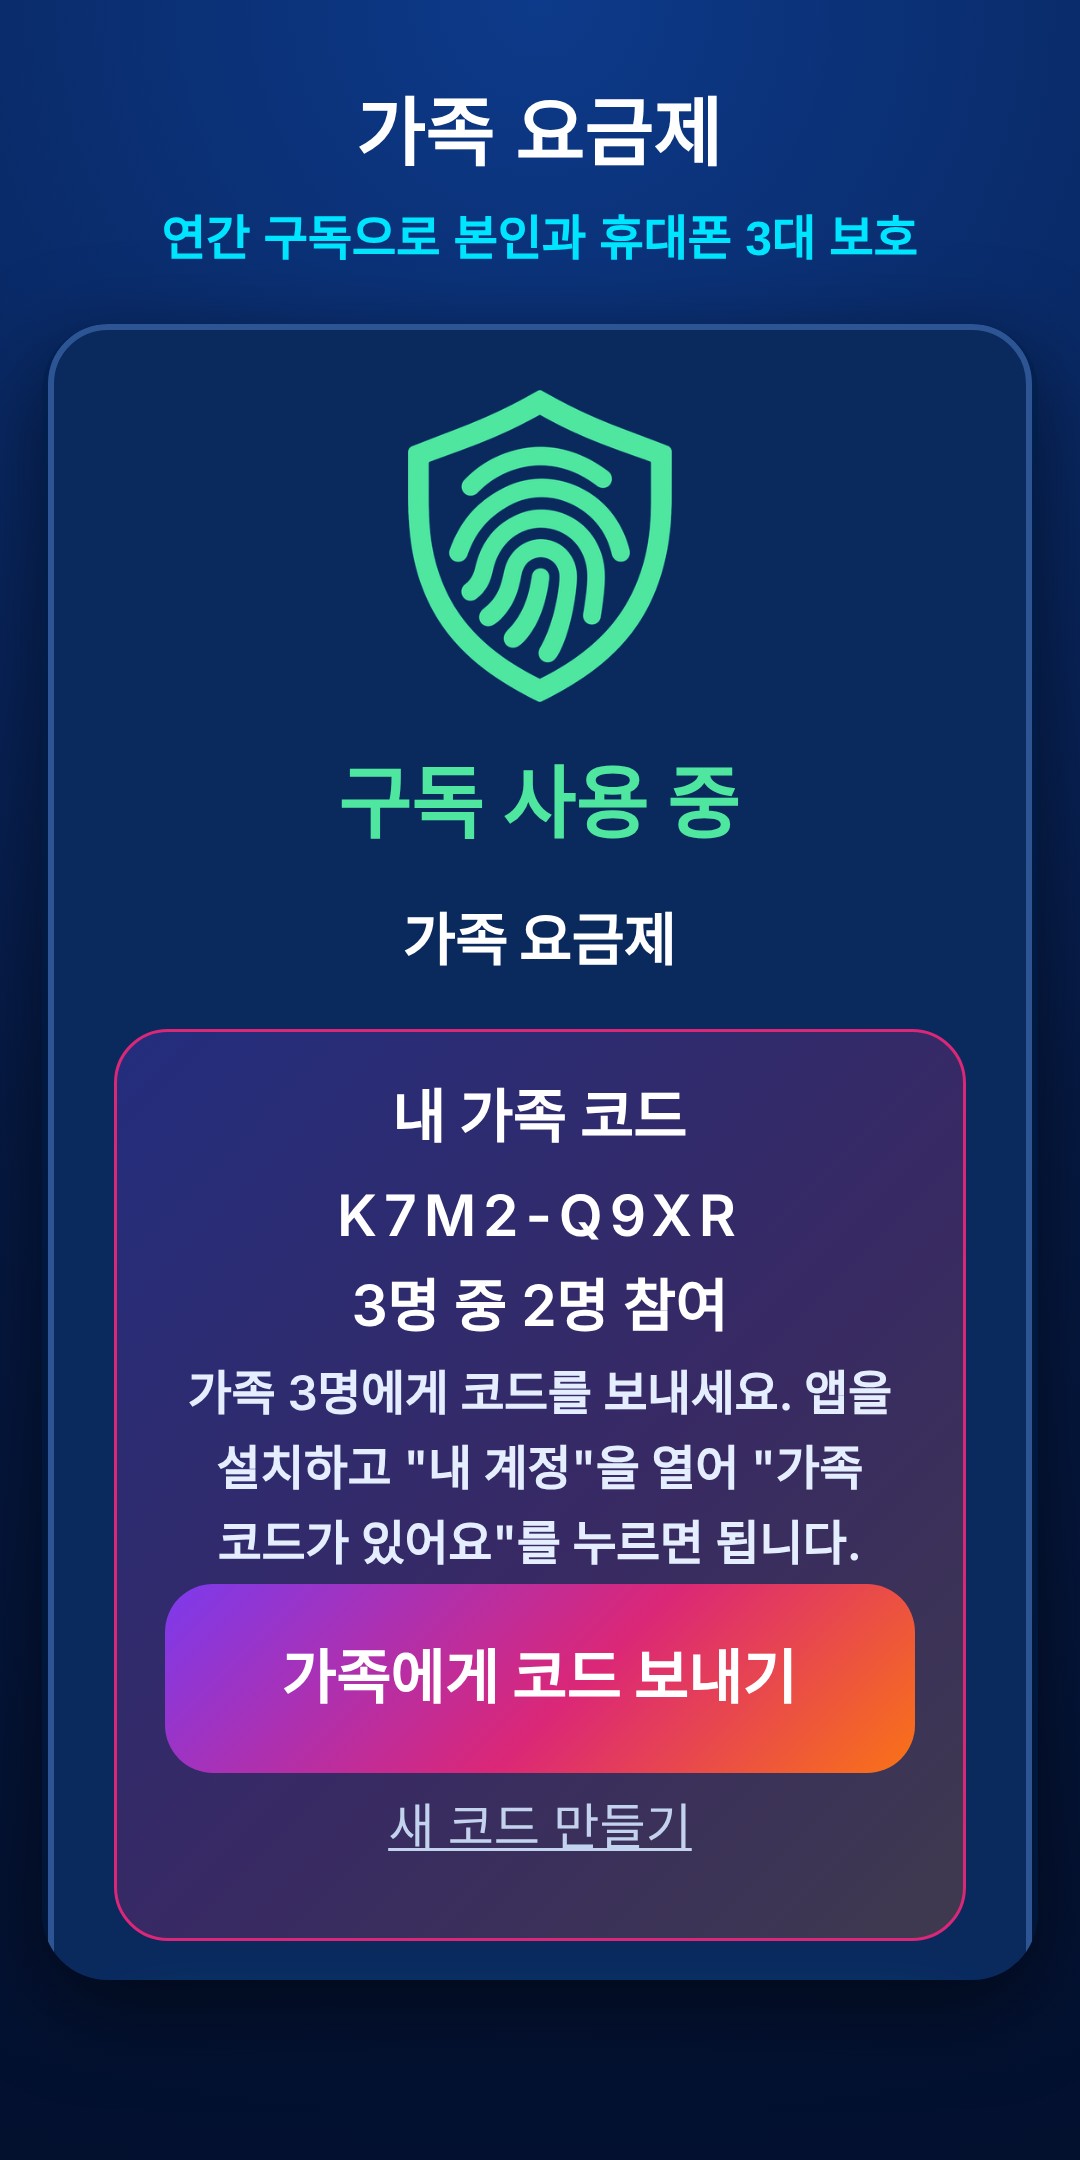 가족 요금제
연간 구독으로 본인과 휴대폰 3대 보호
구독 사용 중
가족 요금제
내 가족 코드
K7M2-Q9XR
3명 중 2명 참여
가족 3명에게 코드를 보내세요. 앱을
설치하고 "내 계정"을 열어 "가족
코드가 있어요"를 누르면 됩니다.
가족에게 코드 보내기
새 코드 만들기